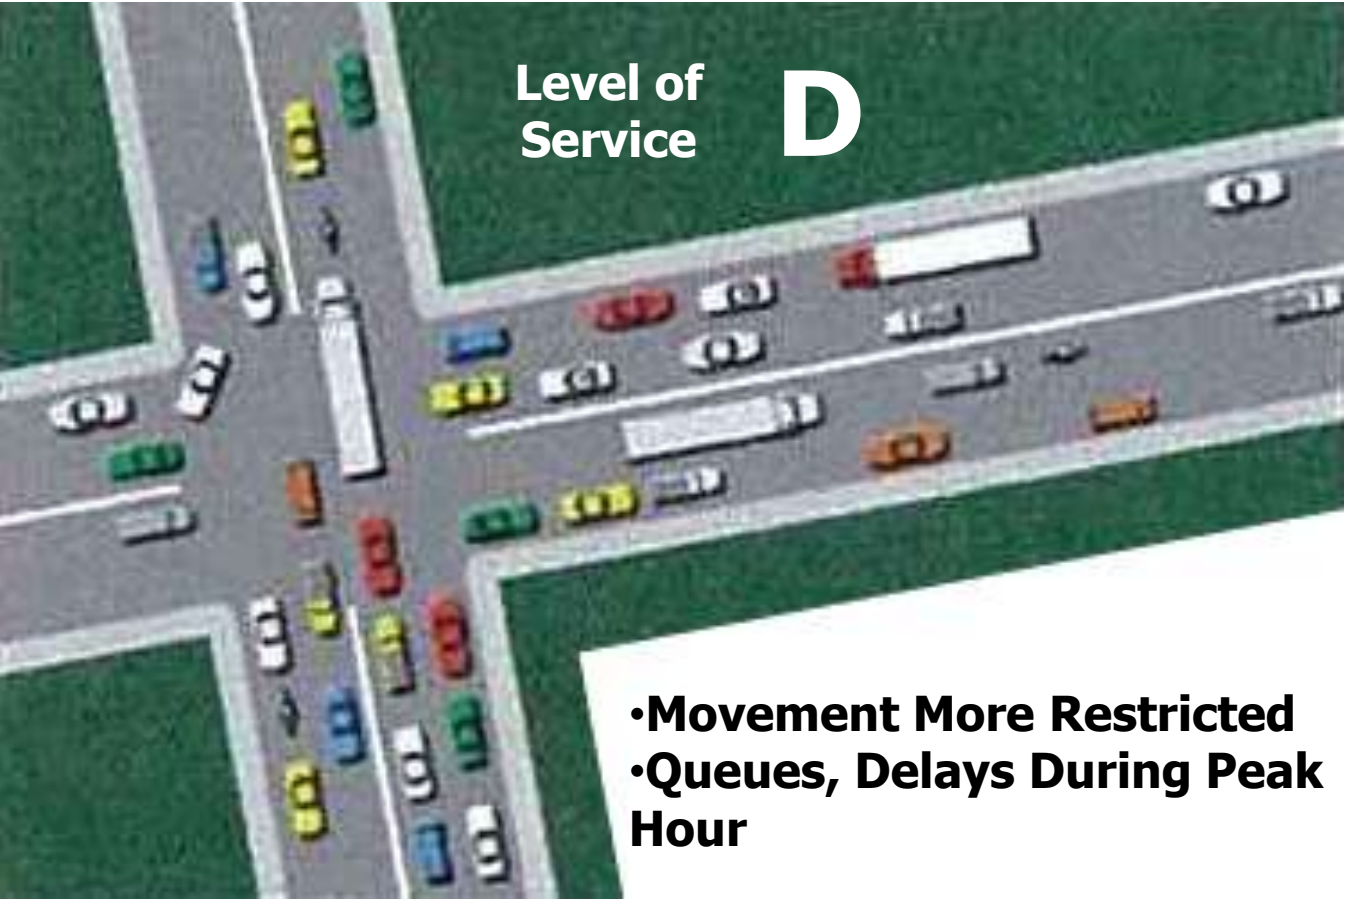 Level of
Service
D
•Movement More Restricted
•Queues, Delays During Peak
Hour